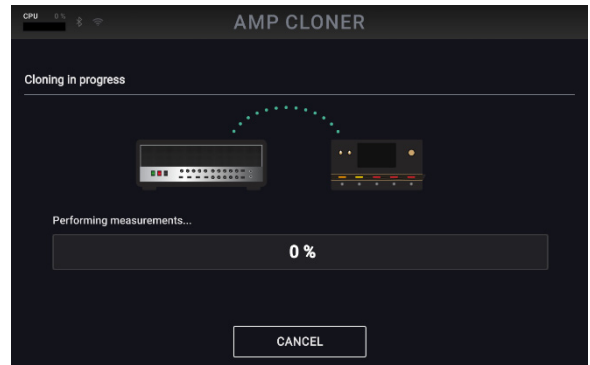 CPU 0 % AMP CLONER
Cloning in progress
Performing measurements...
0 %
CANCEL